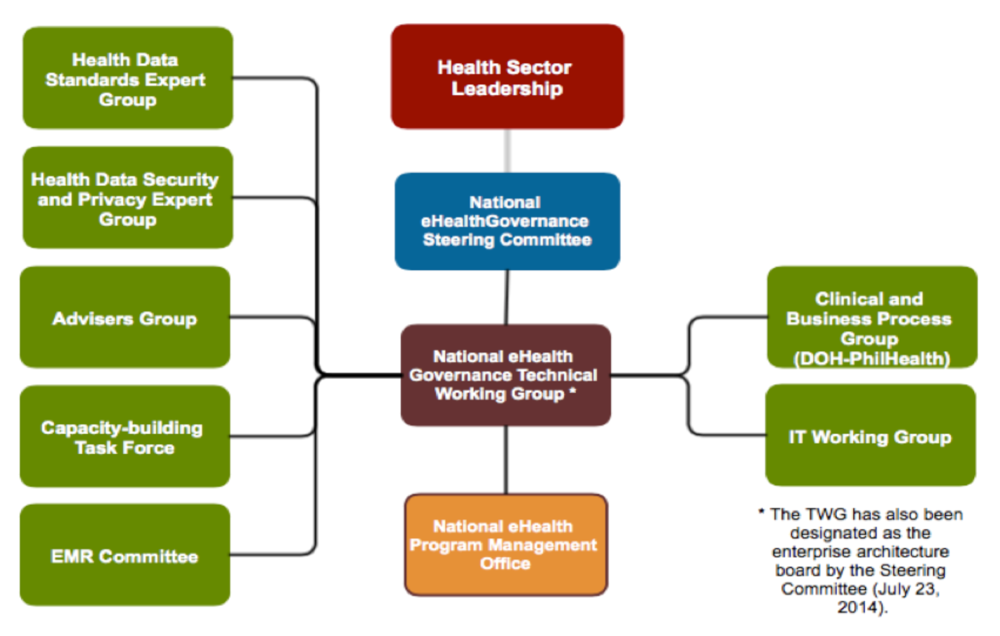 Health Data
Standards Expert
Group
Health Data Security
and Privacy Expert
Group
Advisers Group
Capacity-building
Task Force
EMR Committee
Health Sector
Leadership
National
eHealthGovernance
Steering Committee
National eHealth
Governance Technical
Working Group *
National eHealth
Program Management
Office
Clinical and
Business Process
Group
(DOH-PhilHealth)
IT Working Group
* The TWG has also been
designated as the
enterprise architecture
board by the Steering
Committee (July 23,
2014).